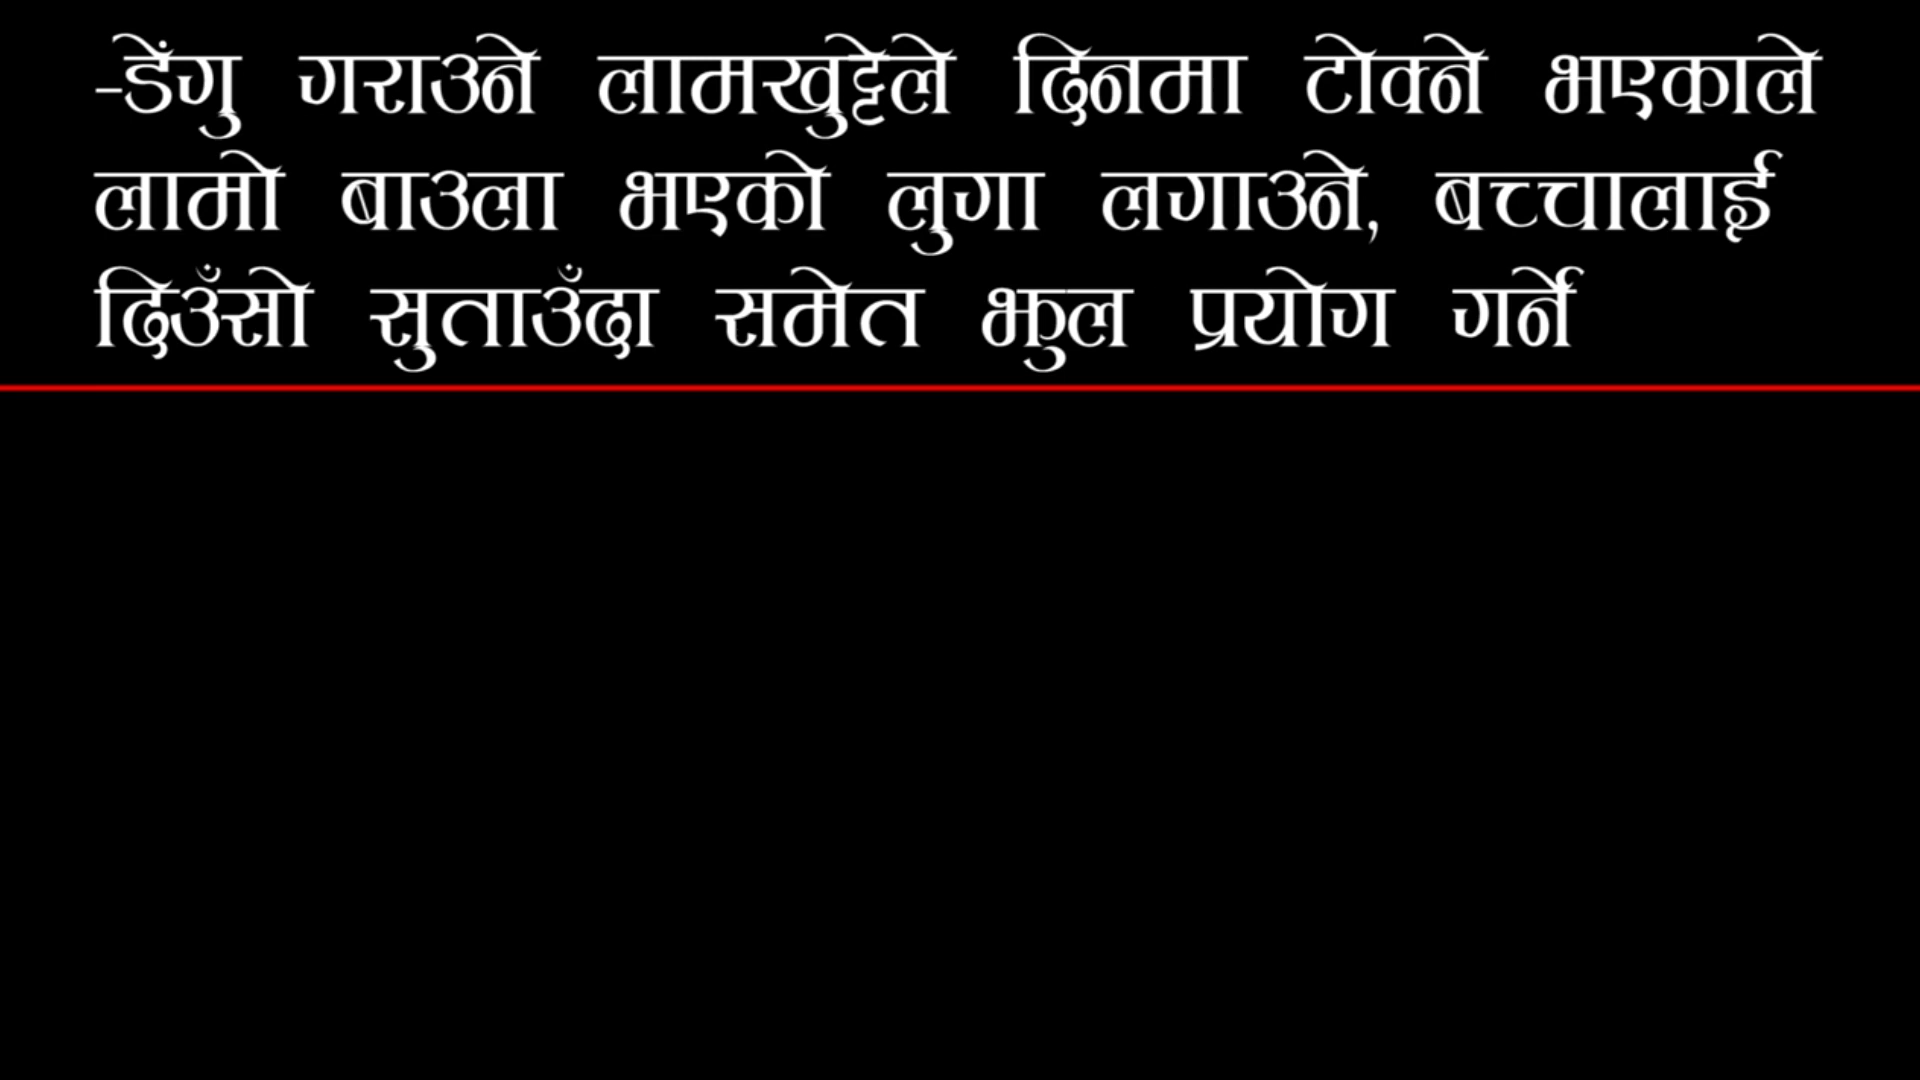 -डेंगु गराउने लामखुट्टेले दिनमा टोक्ने भएकाले
लामो बाउला भएको लुगा लगाउने, बच्चालाई
दिउँसो सुताउँदा समेत झुल प्रयोग गर्ने